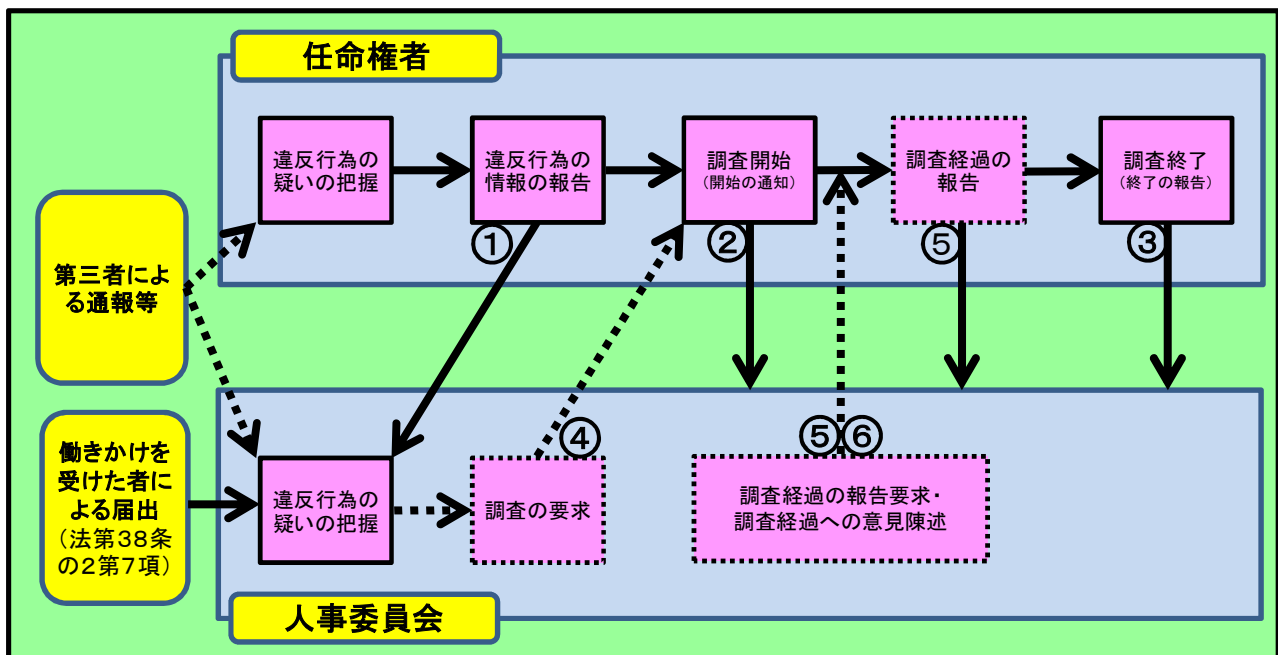 任命権者
違反行為の
疑いの把握
違反行為の
情報の報告
調査開始
(開始の通知)
調査経過の
報告
調査終了
(終了の報告)
①
②
⑤
③
第三者によ
る通報等
働きかけを
受けた者に
よる届出
(法第38条
の2第7項)
④
⑤⑥
違反行為の
疑いの把握
調査の要求
調査経過の報告要求・
調査経過への意見陳述
人事委員会